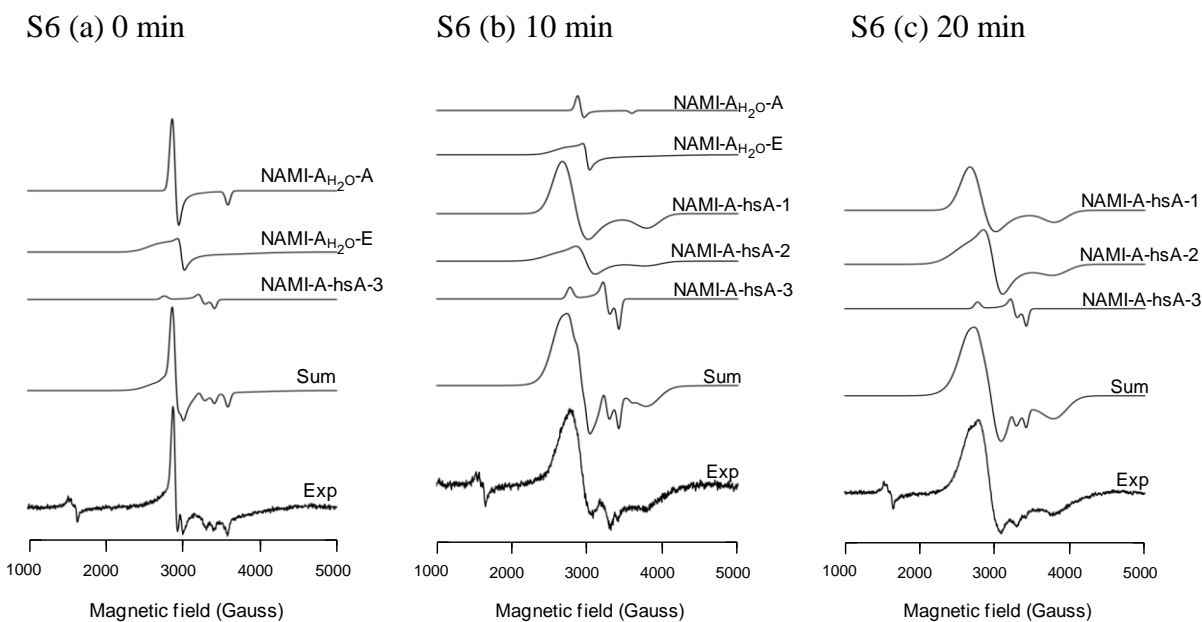 S6 (a) 0 min
NAMI-AH2O-A
NAMI-AH2O-E
NAMI-A-hsA-3
Sum
Exp
1000 2000 3000 4000 5000
Magnetic field (Gauss)
S6 (b) 10 min
NAMI-AH2O-A
NAMI-AH2O-E
NAMI-A-hsA-1
NAMI-A-hsA-2
NAMI-A-hsA-3
Sum
Exp
1000 2000 3000 4000 5000
Magnetic field (Gauss)
S6 (c) 20 min
NAMI-A-hsA-1
NAMI-A-hsA-2
NAMI-A-hsA-3
Sum
Exp
1000 2000 3000 4000 5000
Magnetic field (Gauss)